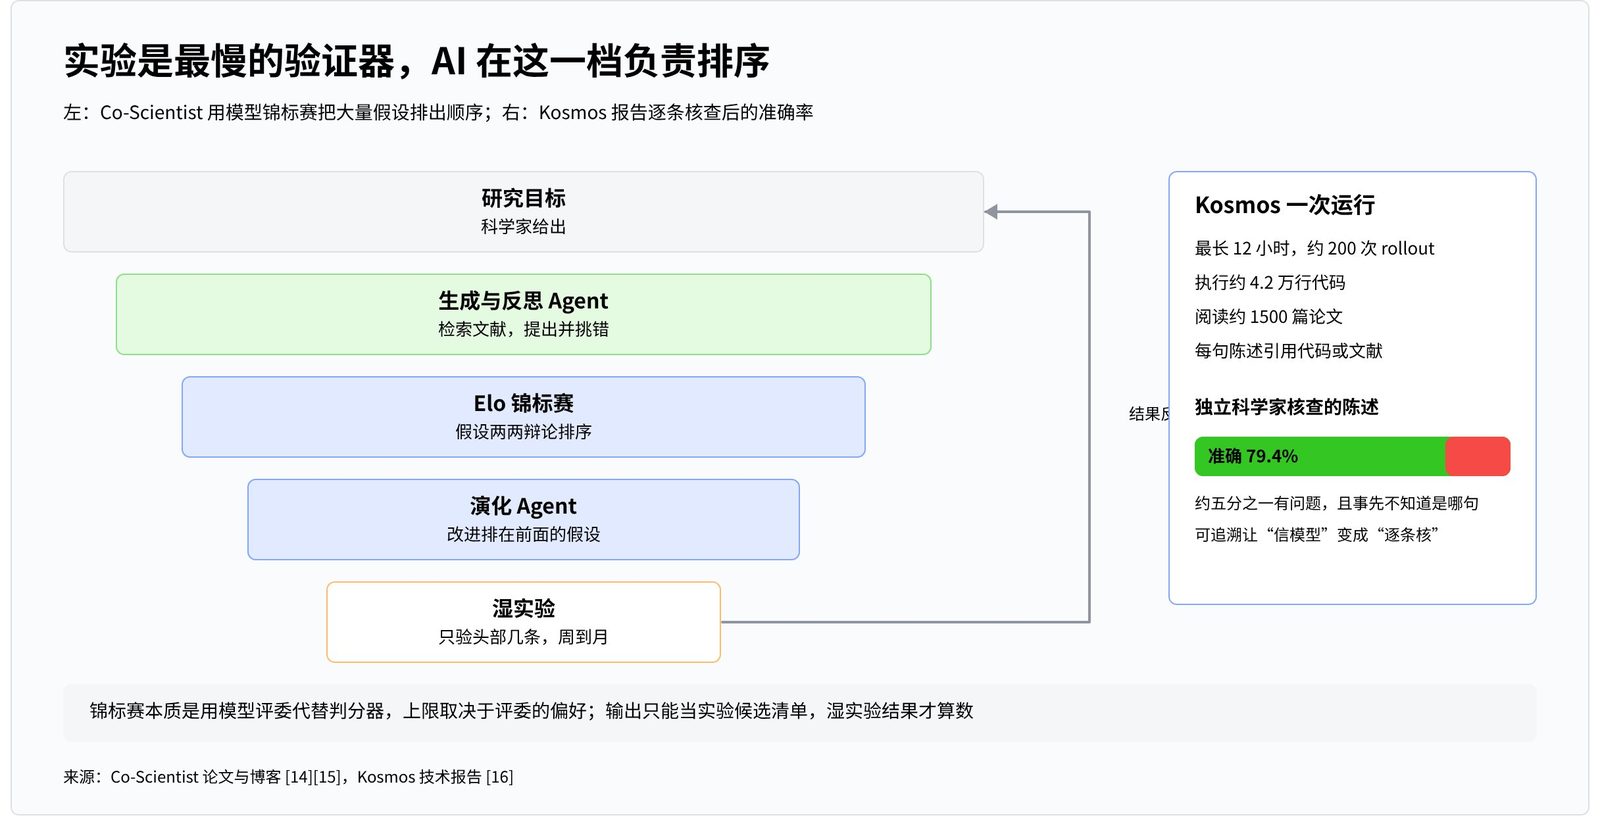 实验是最慢的验证器，AI 在这一档负责排序
左：Co-Scientist 用模型锦标赛把大量假设排出顺序；右：Kosmos 报告逐条核查后的准确率
研究目标
科学家给出
生成与反思 Agent
检索文献，提出并挑错
Elo 锦标赛
假设两两辩论排序
演化 Agent
改进排在前面的假设
湿实验
只验头部几条，周到月
结果
Kosmos 一次运行
最长 12 小时，约 200 次 rollout
执行约 4.2 万行代码
阅读约 1500 篇论文
每句陈述引用代码或文献
独立科学家核查的陈述
准确 79.4%
约五分之一有问题，且事先不知道是哪句
可追溯让“信模型”变成“逐条核”
锦标赛本质是用模型评委代替判分器，上限取决于评委的偏好；输出只能当实验候选清单，湿实验结果才算数
来源：Co-Scientist 论文与博客 [14][15]，Kosmos 技术报告 [16]